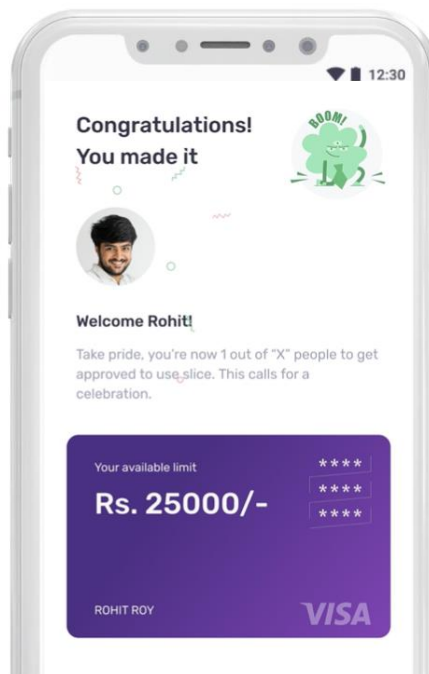 12:30
Congratulations!
You made it
BOOM!
Welcome Rohit!
Take pride, you're now 1 out of "X" people to get
approved to use slice. This calls for a
celebration.
Your available limit
****
Rs. 25000/-
****
****
ROHIT ROY
VISA